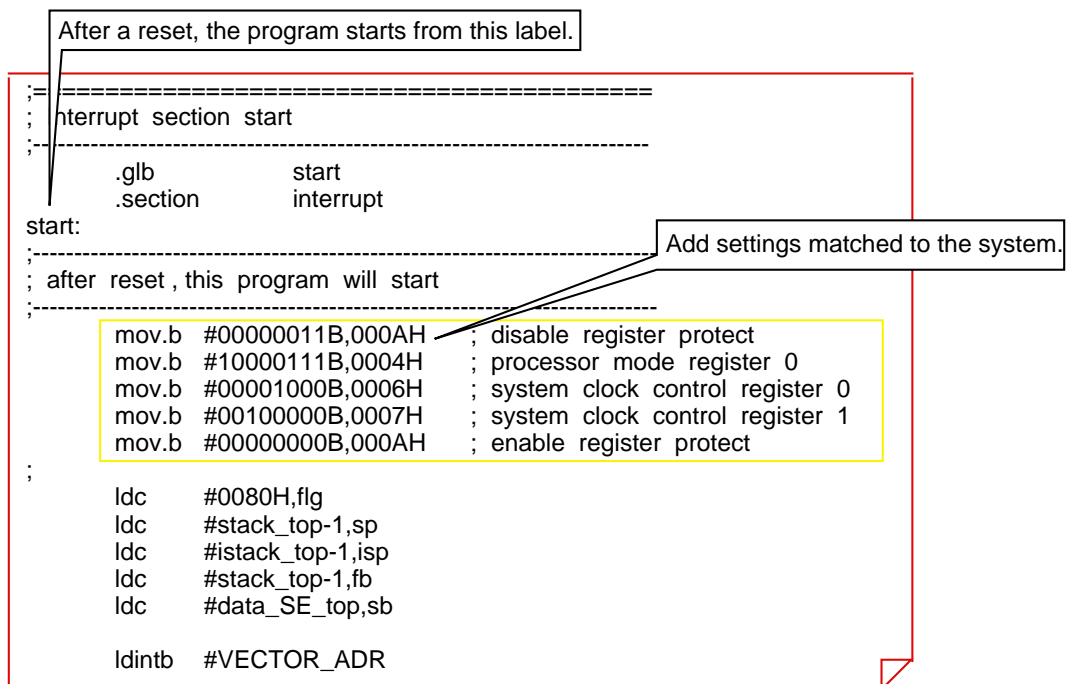 After a reset, the program starts from this label.
;===========================================
; interrupt section start
;---------------------------------------------------------------------------
.glb start
.section interrupt
start:
;---------------------------------------------------------------------------
Add settings matched to the system.
; after reset , this program will start
;---------------------------------------------------------------------------
mov.b #00000011B,000AH ; disable register protect
mov.b #10000111B,0004H ; processor mode register 0
mov.b #00001000B,0006H ; system clock control register 0
mov.b #00100000B,0007H ; system clock control register 1
mov.b #00000000B,000AH ; enable register protect
;
ldc #0080H,flg
ldc #stack_top-1,sp
ldc #istack_top-1,isp
ldc #stack_top-1,fb
ldc #data_SE_top,sb
ldintb #VECTOR_ADR